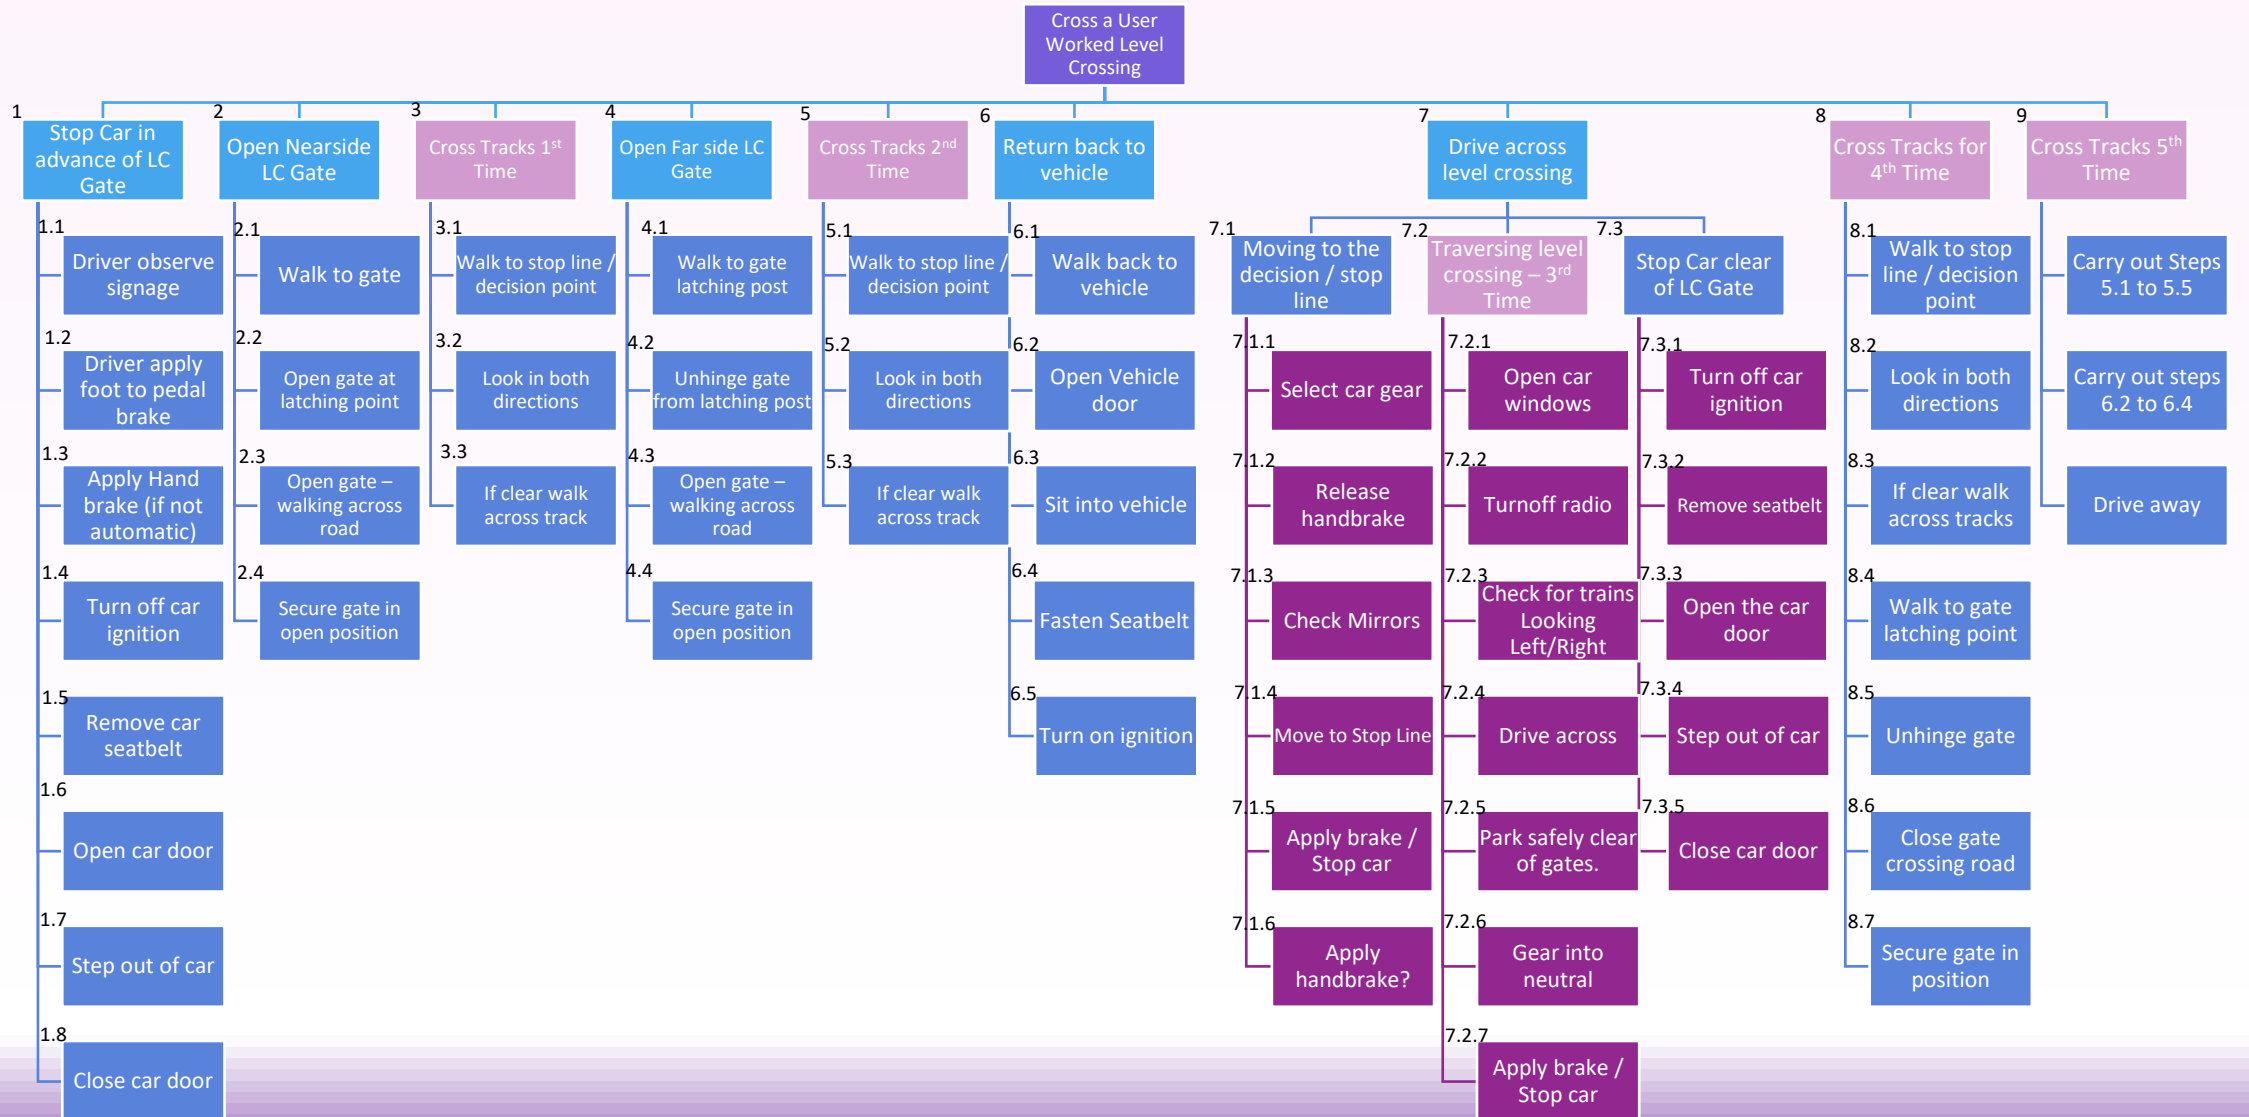 Cross a User
Worked Level
Crossing
1
Stop Car in
advance of LC
Gate
2
Open Nearside
LC Gate
3
Cross Tracks 1st
Time
4
Open Far side LC
Gate
5
Cross Tracks 2nd
Time
6
Return back to
vehicle
7
Drive across
level crossing
8
Cross Tracks for
4th Time
9
Cross Tracks 5th
Time
1.1
Driver observe
signage
1.2
Driver apply
foot to pedal
brake
1.3
Apply Hand
brake (if not
automatic)
1.4
Turn off car
ignition
1.5
Remove car
seatbelt
1.6
Open car door
1.7
Step out of car
1.8
Close car door
2.1
Walk to gate
2.2
Open gate at
latching point
2.3
Open gate –
walking across
road
2.4
Secure gate in
open position
3.1
Walk to stop line /
decision point
3.2
Look in both
directions
3.3
If clear walk
across track
4.1
Walk to gate
latching post
4.2
Unhinge gate
from latching post
4.3
Open gate –
walking across
road
4.4
Secure gate in
open position
5.1
Walk to stop line /
decision point
5.2
Look in both
directions
5.3
If clear walk
across track
6.1
Walk back to
vehicle
6.2
Open Vehicle
door
6.3
Sit into vehicle
6.4
Fasten Seatbelt
6.5
Turn on ignition
7.1
Moving to the
decision / stop
line
7.1.1
Select car gear
7.1.2
Release
handbrake
7.1.3
Check Mirrors
7.1.4
Move to Stop Line
7.1.5
Apply brake /
Stop car
7.1.6
Apply
handbrake?
7.2
Traversing level
crossing – 3rd
Time
7.2.1
Open car
windows
7.2.2
Turnoff radio
7.2.3
Check for trains
Looking
Left/Right
7.2.4
Drive across
7.2.5
Park safely clear
of gates.
7.2.6
Gear into
neutral
7.2.7
Apply brake /
Stop car
7.3
Stop Car clear
of LC Gate
7.3.1
Turn off car
ignition
7.3.2
Remove seatbelt
7.3.3
Open the car
door
7.3.4
Step out of car
7.3.5
Close car door
8.1
Walk to stop
line / decision
point
8.2
Look in both
directions
8.3
If clear walk
across tracks
8.4
Walk to gate
latching point
8.5
Unhinge gate
8.6
Close gate
crossing road
8.7
Secure gate in
position
Carry out Steps
5.1 to 5.5
Carry out steps
6.2 to 6.4
Drive away